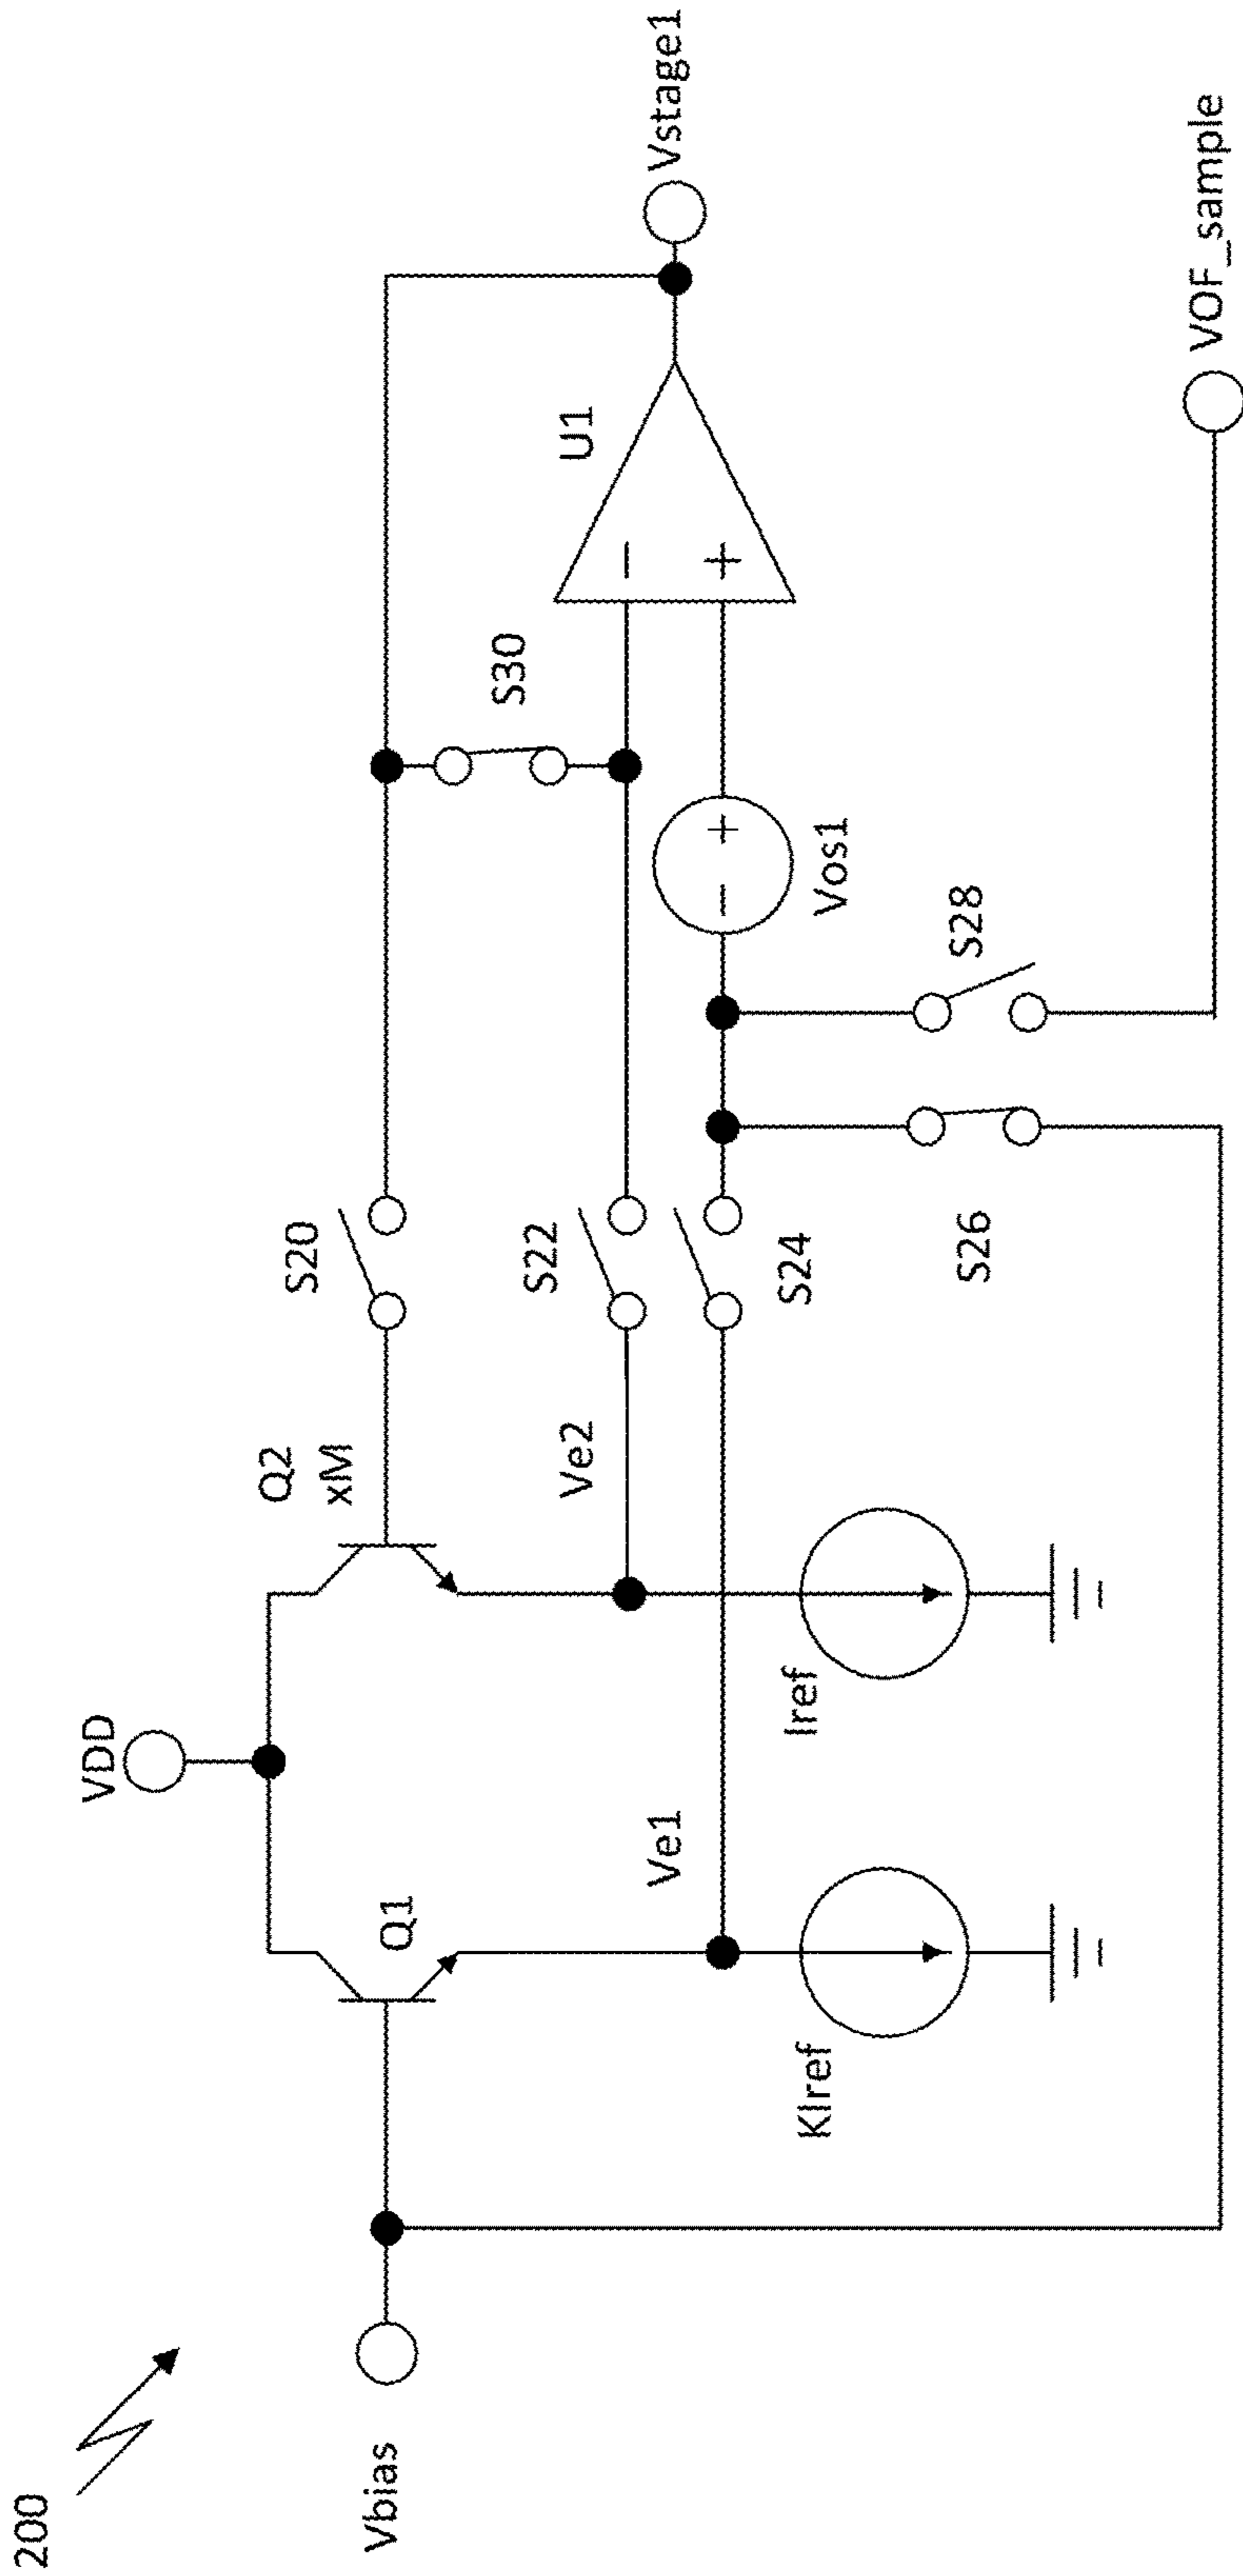 200
VDD
Q2
xM
S20
Q1
S30
U1
Vbias
Ve1
Ve2
S22
S24
Vos1
Vstage1
KIref
Iref
S26
S28
VOF_sample
−
+
−
+